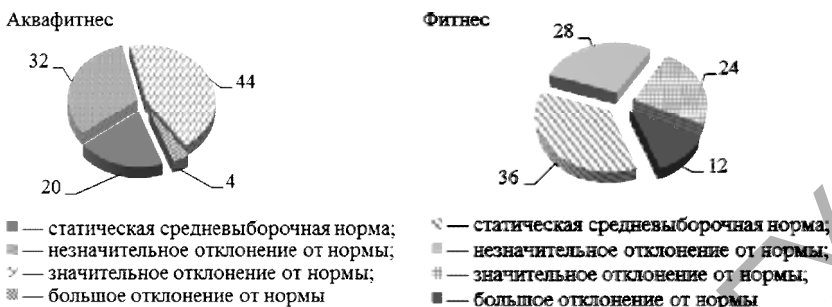 Аквафитнес
32
44
20
4
— статическая средневыборочная норма;
— незначительное отклонение от нормы;
— значительное отклонение от нормы;
— большое отклонение от нормы
Фитнес
28
24
36
12
— статическая средневыборочная норма;
— незначительное отклонение от нормы;
— значительное отклонение от нормы;
— большое отклонение от нормы